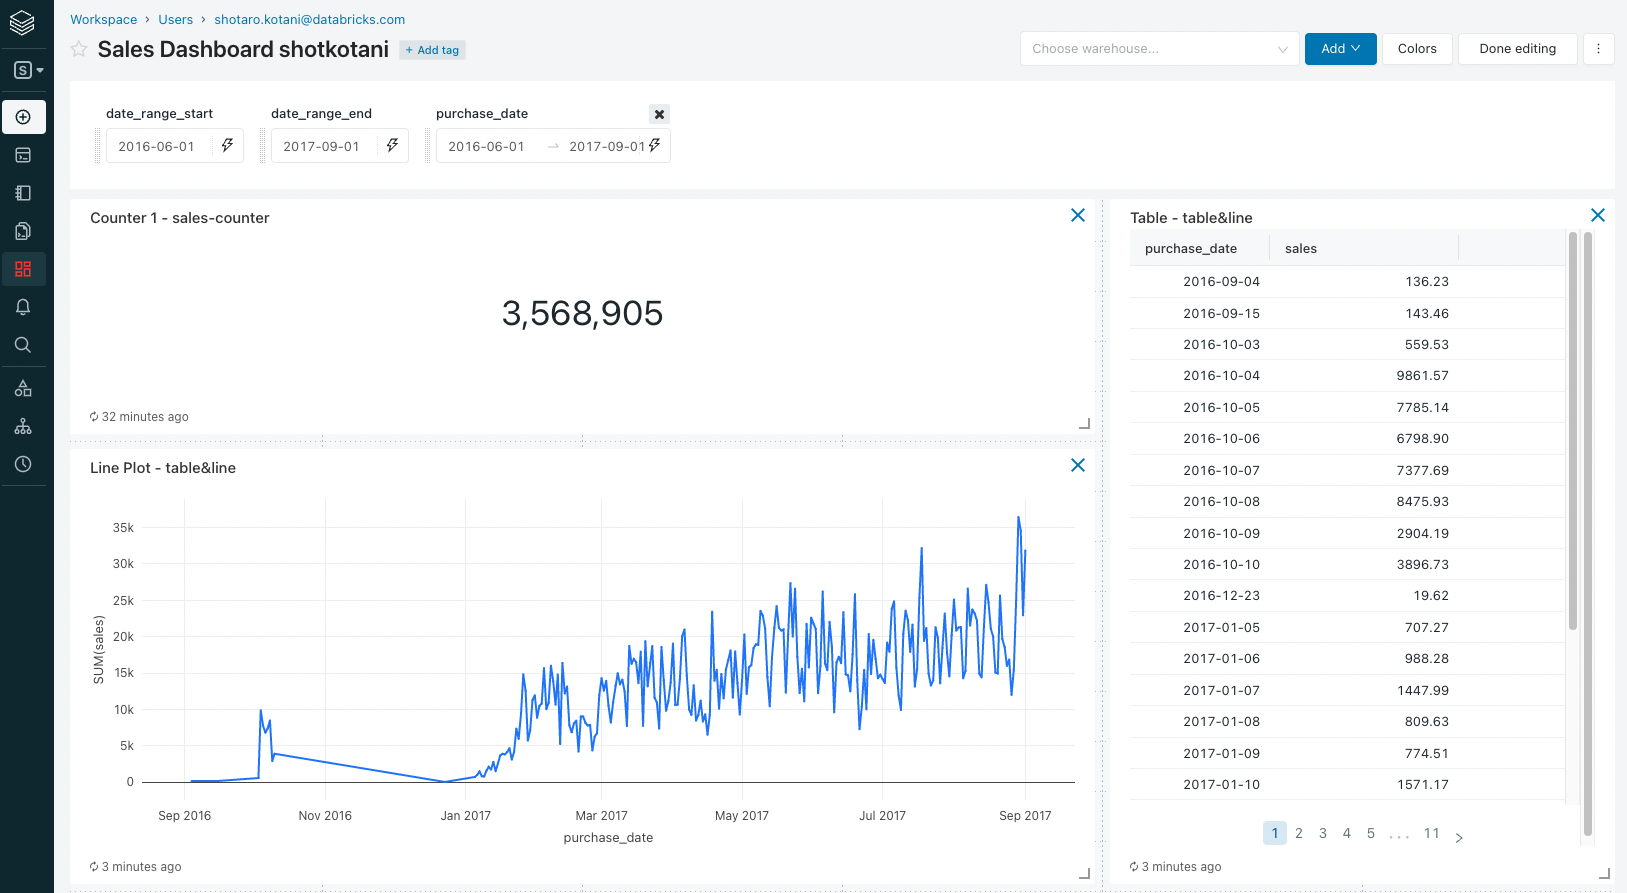 Workspace › Users › shotaro.kotani@databricks.com
Sales Dashboard shotkotani + Add tag
Choose warehouse... Add Colors Done editing
S
date_range_start date_range_end purchase_date
2016-06-01 2017-09-01 2016-06-01 → 2017-09-01
Counter 1 - sales-counter
3,568,905
32 minutes ago
Line Plot - table&line
35k
30k
25k
20k
15k
10k
5k
0
SUM(sales)
Sep 2016 Nov 2016 Jan 2017 Mar 2017 May 2017 Jul 2017 Sep 2017
purchase_date
3 minutes ago
Table - table&line
purchase_date sales
2016-09-04 136.23
2016-09-15 143.46
2016-10-03 559.53
2016-10-04 9861.57
2016-10-05 7785.14
2016-10-06 6798.90
2016-10-07 7377.69
2016-10-08 8475.93
2016-10-09 2904.19
2016-10-10 3896.73
2016-12-23 19.62
2017-01-05 707.27
2017-01-06 988.28
2017-01-07 1447.99
2017-01-08 809.63
2017-01-09 774.51
2017-01-10 1571.17
1 2 3 4 5 ... 11 >
3 minutes ago